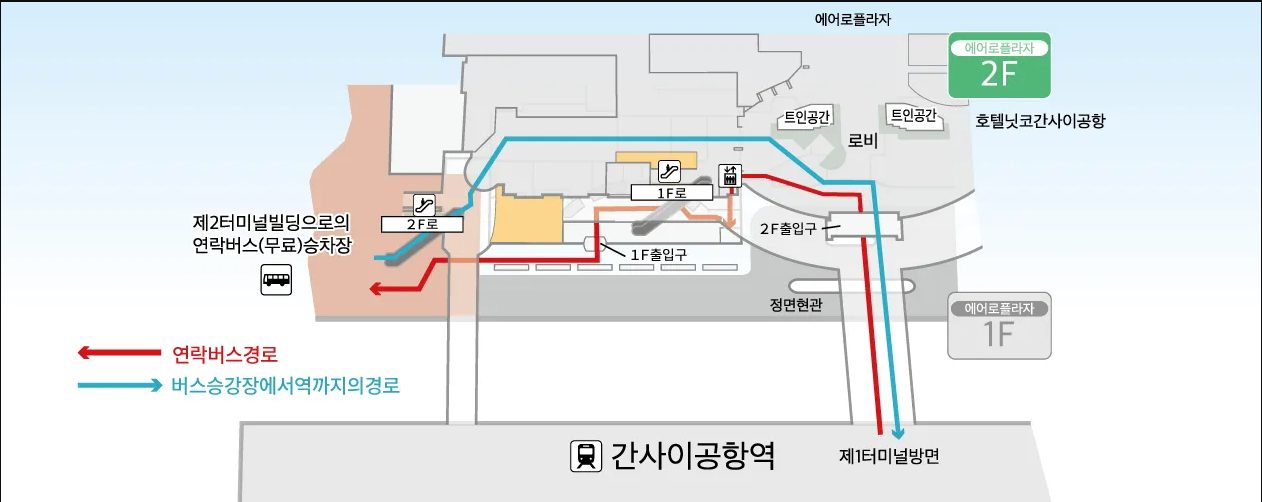 에어로플라자
에어로플라자
2F
트인공간
트인공간
호텔닛코간사이공항
로비
1F로
제2터미널빌딩으로의
연락버스(무료)승차장
2F로
2F출입구
1F출입구
정면현관
에어로플라자
1F
연락버스경로
버스승강장에서역까지의경로
간사이공항역
제1터미널방면